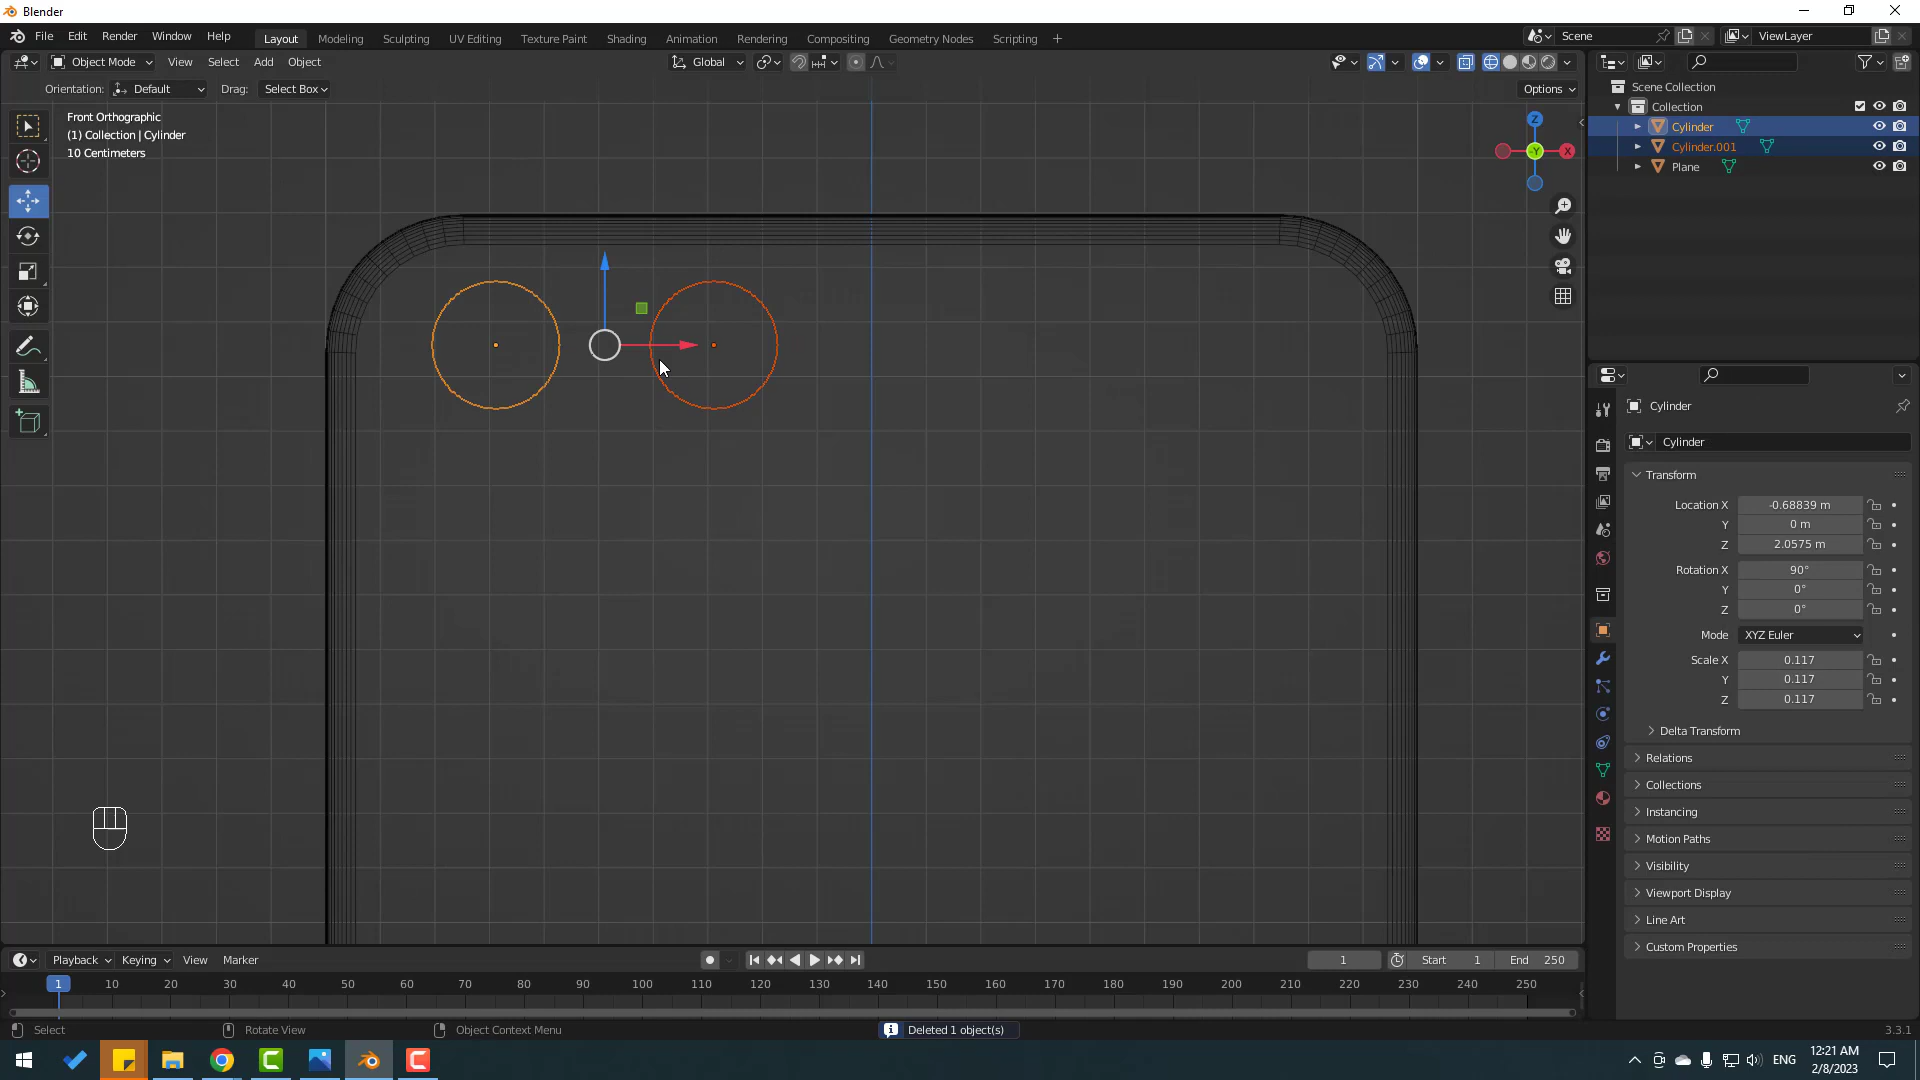 Blender
File Edit Render Window Help Layout Modeling Sculpting UV Editing Texture Paint Shading Animation Rendering Compositing Geometry Nodes Scripting + Scene ViewLayer
Object Mode View Select Add Object Global
Orientation: Default Drag: Select Box Options
Front Orthographic
(1) Collection | Cylinder
10 Centimeters
Z
-Y
X
Scene Collection
Collection
Cylinder
Cylinder.001
Plane
Cylinder
Cylinder
Transform
Location X -0.68839 m
Y 0 m
Z 2.0575 m
Rotation X 90°
Y 0°
Z 0°
Mode XYZ Euler
Scale X 0.117
Y 0.117
Z 0.117
Delta Transform
Relations
Collections
Instancing
Motion Paths
Visibility
Viewport Display
Line Art
Custom Properties
Playback Keying View Marker 1 Start 1 End 250
1 10 20 30 40 50 60 70 80 90 100 110 120 130 140 150 160 170 180 190 200 210 220 230 240 250
Select Rotate View Object Context Menu Deleted 1 object(s) 3.3.1
ENG 12:21 AM
2/8/2023